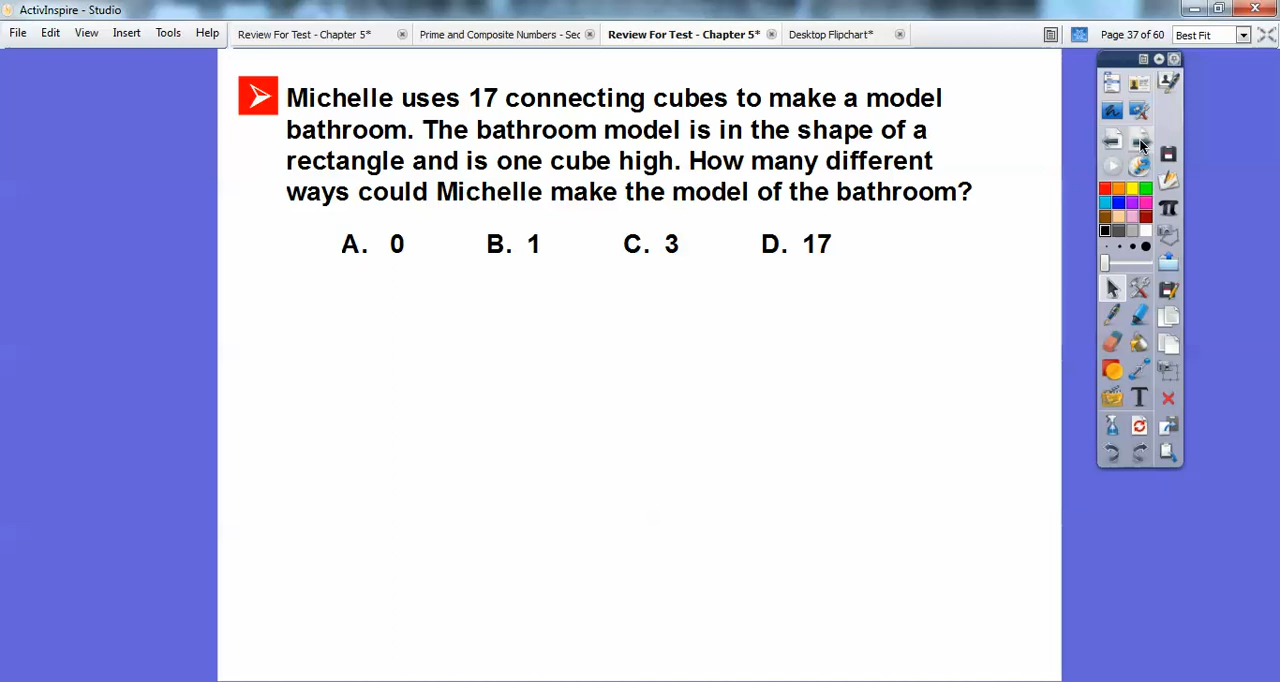 ActivInspire - Studio
File Edit View Insert Tools Help
Review For Test - Chapter 5* Prime and Composite Numbers - Sec Review For Test - Chapter 5* Desktop Flipchart* Page 37 of 60 Best Fit
Michelle uses 17 connecting cubes to make a model
bathroom. The bathroom model is in the shape of a
rectangle and is one cube high. How many different
ways could Michelle make the model of the bathroom?
A. 0 B. 1 C. 3 D. 17